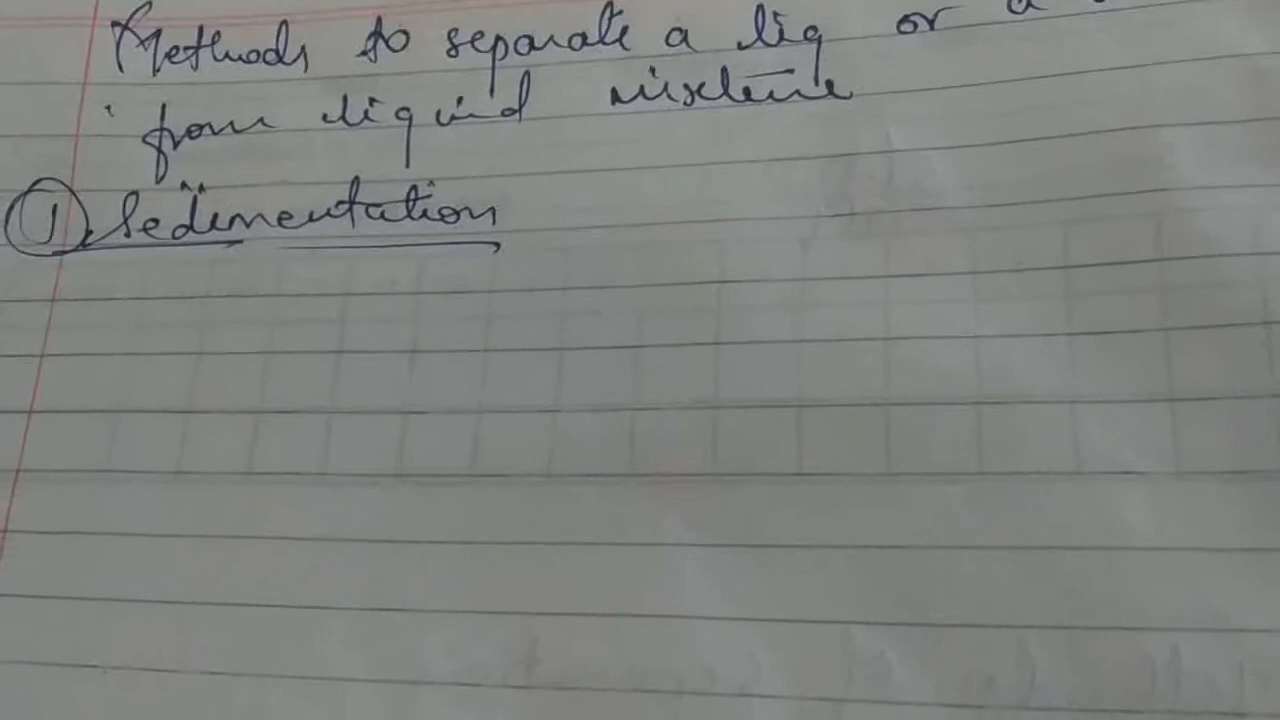 Methods to separate a liq or a
from liquid mixture
① Sedimentation